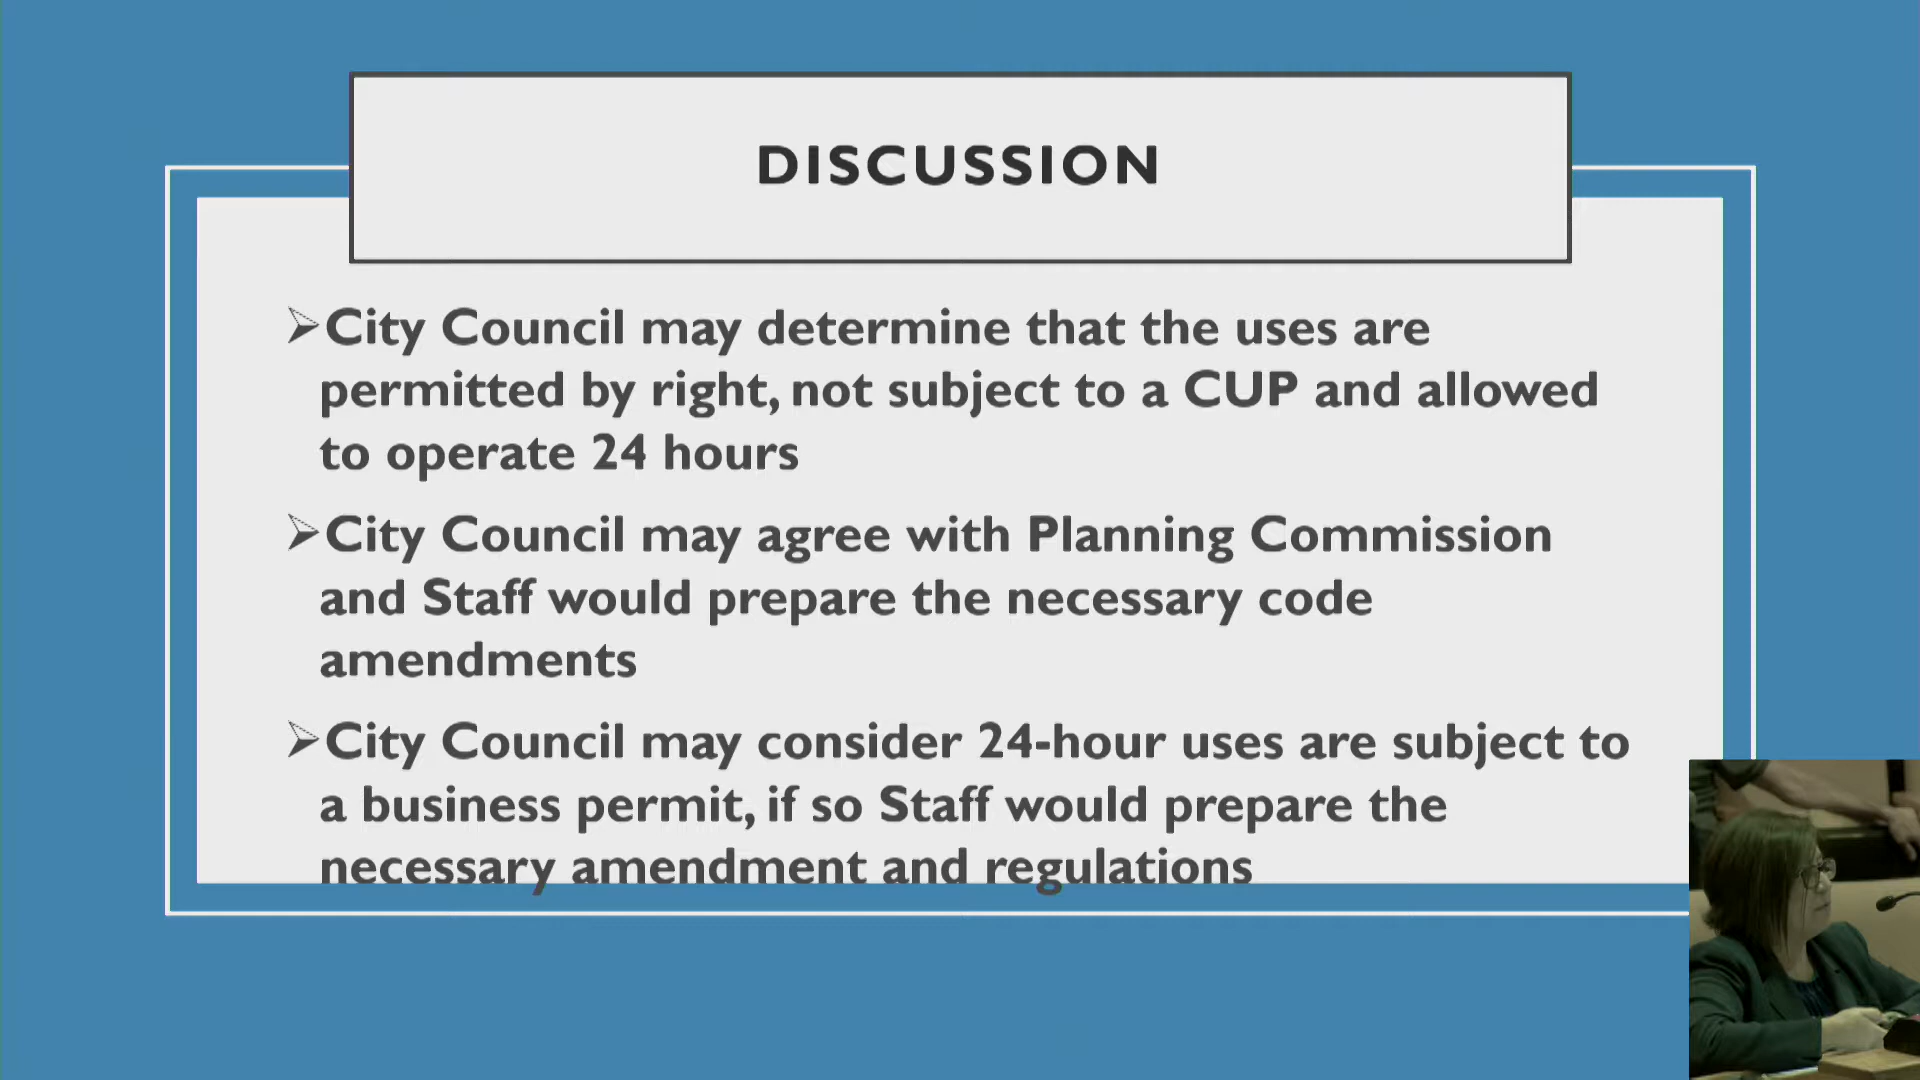 DISCUSSION
➢City Council may determine that the uses are
permitted by right, not subject to a CUP and allowed
to operate 24 hours
➢City Council may agree with Planning Commission
and Staff would prepare the necessary code
amendments
➢City Council may consider 24-hour uses are subject to
a business permit, if so Staff would prepare the
necessary amendment and regulations